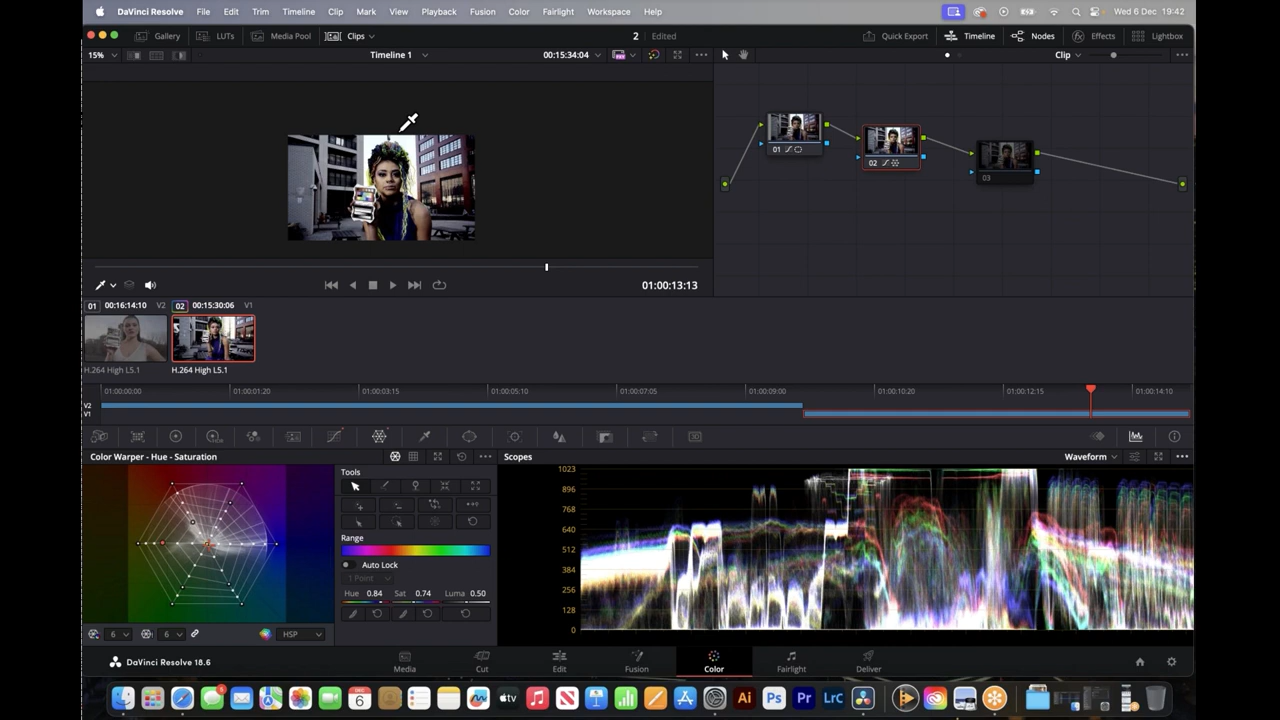 DaVinci Resolve File Edit Trim Timeline Clip Mark View Playback Fusion Color Fairlight Workspace Help Wed 6 Dec 19:42
Gallery LUTs Media Pool Clips 2 Edited Quick Export Timeline Nodes Effects Lightbox
15% Timeline 1 00:15:34:04 Clip
01
02
03
01:00:13:13
01 00:16:14:10 V2 02 00:15:30:06 V1
H.264 High L5.1 H.264 High L5.1
01:00:00:00 01:00:01:20 01:00:03:15 01:00:05:10 01:00:07:05 01:00:09:00 01:00:10:20 01:00:12:15 01:00:14:10
V2
V1
Color Warper - Hue - Saturation Scopes Waveform
Tools
Range
Auto Lock
1 Point
Hue 0.84 Sat 0.74 Luma 0.50
6 6 HSP
1023
896
768
640
512
384
256
128
0
DaVinci Resolve 18.6 Media Cut Edit Fusion Color Fairlight Deliver
DEC
6
tv
Ai Ps Pr LrC